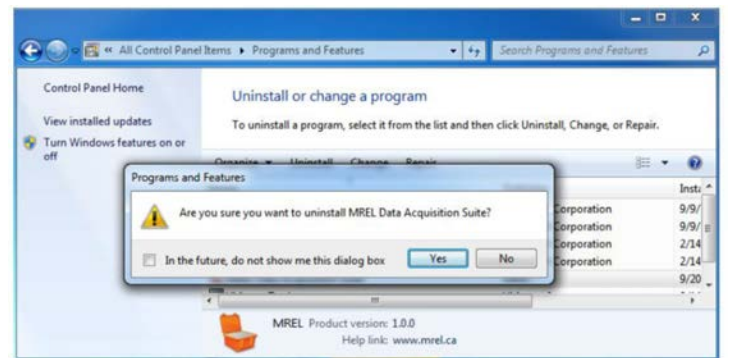 « All Control Panel Items ▸ Programs and Features
Search Programs and Features
Control Panel Home
View installed updates
Turn Windows features on or
off
Uninstall or change a program
To uninstall a program, select it from the list and then click Uninstall, Change, or Repair.
Organize Uninstall Change Repair
Programs and Features
Are you sure you want to uninstall MREL Data Acquisition Suite?
In the future, do not show me this dialog box Yes No
Corporation 9/9/
Corporation 9/9/
Corporation 2/14
Corporation 2/14
9/20
MREL Product version: 1.0.0
Help link: www.mrel.ca